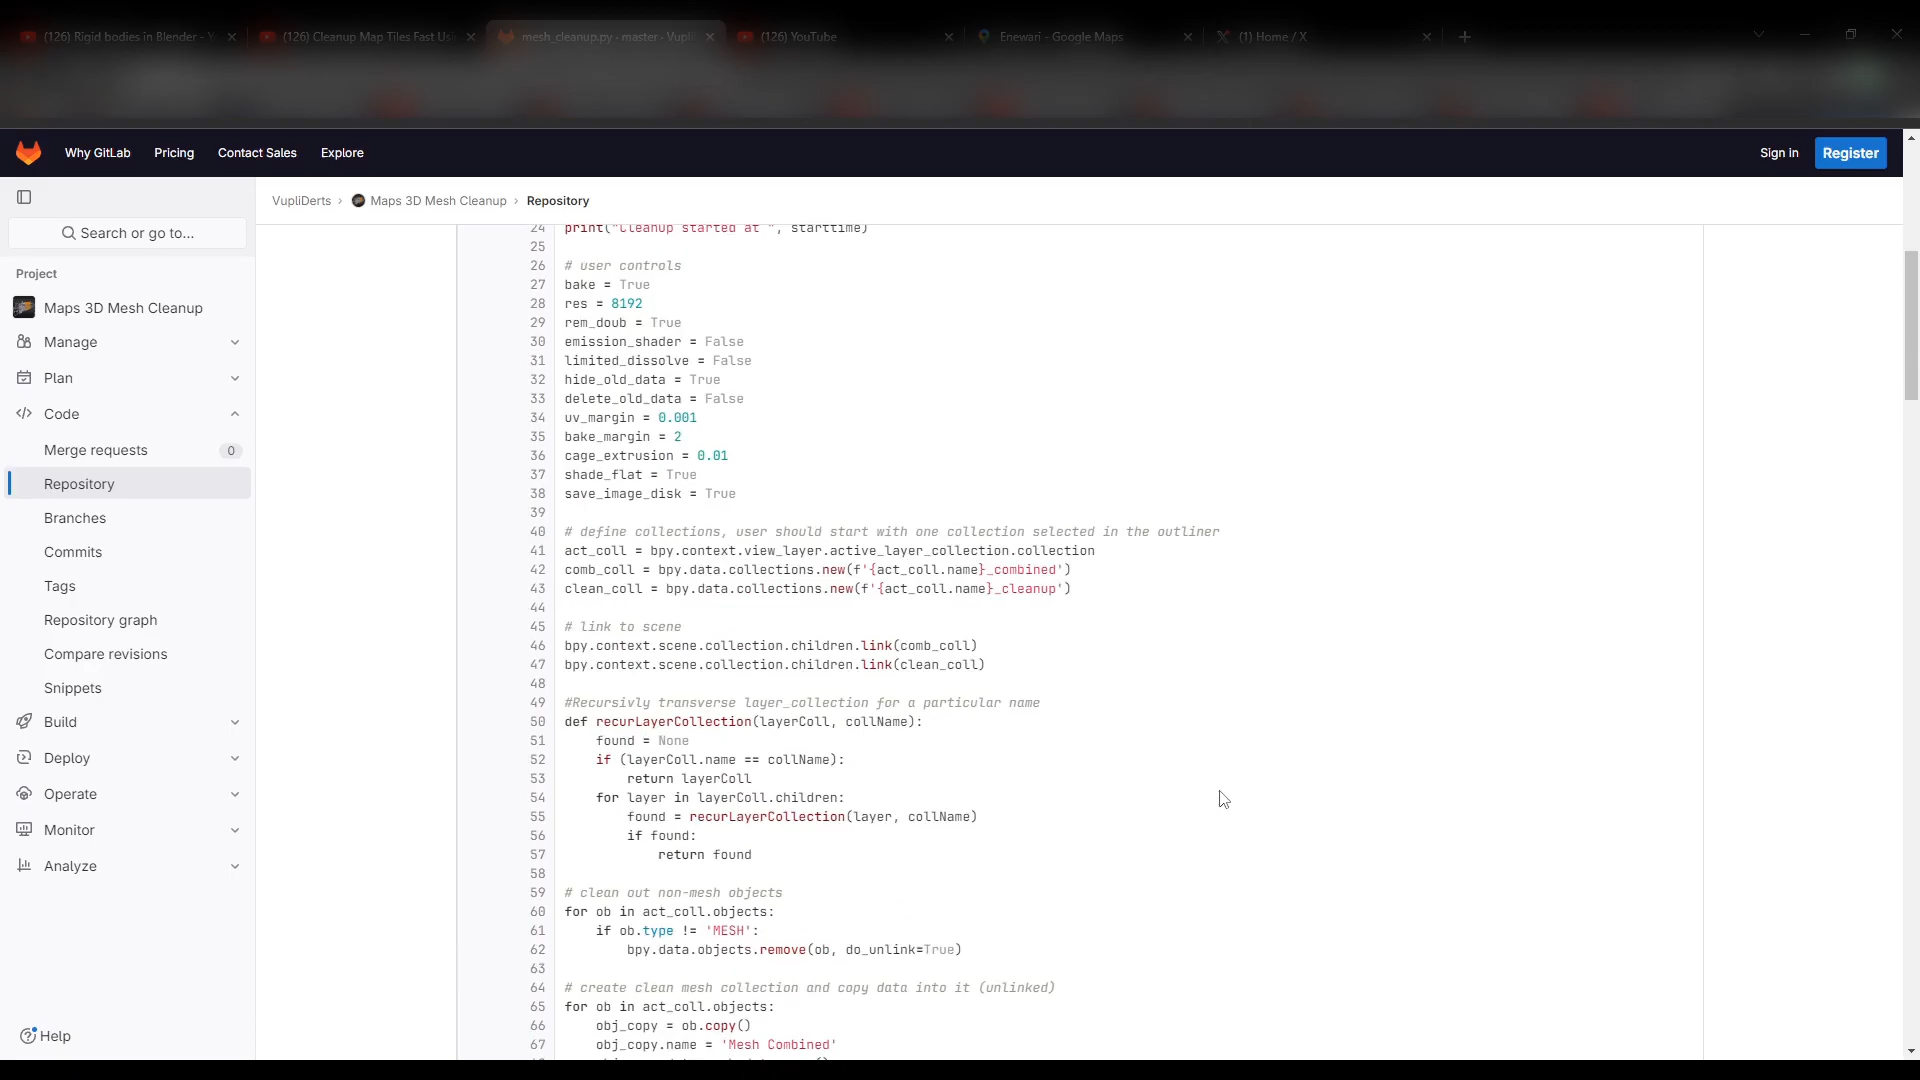 (126) Rigid bodies in Blender - Y
(126) Cleanup Map Tiles Fast Usi
mesh_cleanup.py · master · Vupli
(126) YouTube
Enewari - Google Maps
(1) Home / X
Why GitLab
Pricing
Contact Sales
Explore
Sign in
Register
VupliDerts › Maps 3D Mesh Cleanup › Repository
Search or go to...
Project
Maps 3D Mesh Cleanup
Manage
Plan
Code
Merge requests 0
Repository
Branches
Commits
Tags
Repository graph
Compare revisions
Snippets
Build
Deploy
Operate
Monitor
Analyze
Help
24 print("Cleanup started at ", starttime)
25
26 # user controls
27 bake = True
28 res = 8192
29 rem_doub = True
30 emission_shader = False
31 limited_dissolve = False
32 hide_old_data = True
33 delete_old_data = False
34 uv_margin = 0.001
35 bake_margin = 2
36 cage_extrusion = 0.01
37 shade_flat = True
38 save_image_disk = True
39
40 # define collections, user should start with one collection selected in the outliner
41 act_coll = bpy.context.view_layer.active_layer_collection.collection
42 comb_coll = bpy.data.collections.new(f'{act_coll.name}_combined')
43 clean_coll = bpy.data.collections.new(f'{act_coll.name}_cleanup')
44
45 # link to scene
46 bpy.context.scene.collection.children.link(comb_coll)
47 bpy.context.scene.collection.children.link(clean_coll)
48
49 #Recursivly transverse layer_collection for a particular name
50 def recurLayerCollection(layerColl, collName):
51 found = None
52 if (layerColl.name == collName):
53 return layerColl
54 for layer in layerColl.children:
55 found = recurLayerCollection(layer, collName)
56 if found:
57 return found
58
59 # clean out non-mesh objects
60 for ob in act_coll.objects:
61 if ob.type != 'MESH':
62 bpy.data.objects.remove(ob, do_unlink=True)
63
64 # create clean mesh collection and copy data into it (unlinked)
65 for ob in act_coll.objects:
66 obj_copy = ob.copy()
67 obj_copy.name = 'Mesh Combined'